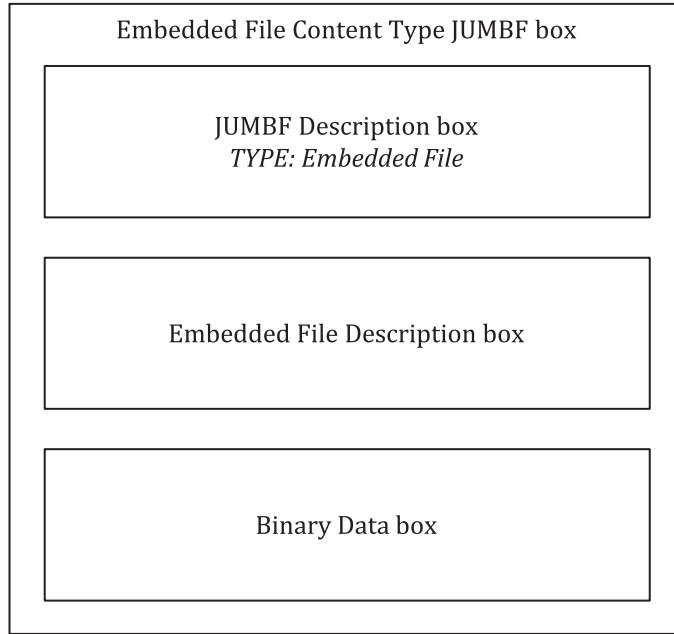 Embedded File Content Type JUMBF box
JUMBF Description box
TYPE: Embedded File
Embedded File Description box
Binary Data box